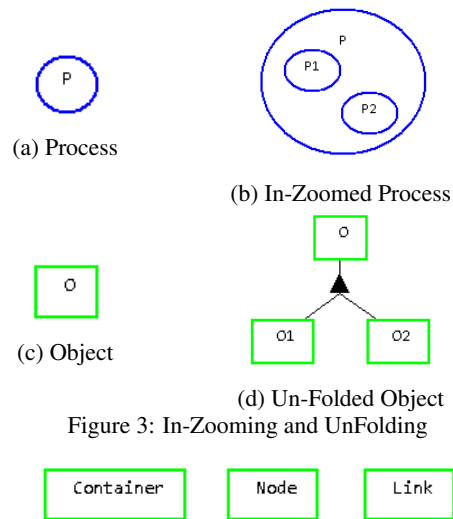 P
P
P1
P2
(a) Process
(b) In-Zoomed Process
O
O
O1
O2
(c) Object
(d) Un-Folded Object
Figure 3: In-Zooming and UnFolding
Container
Node
Link